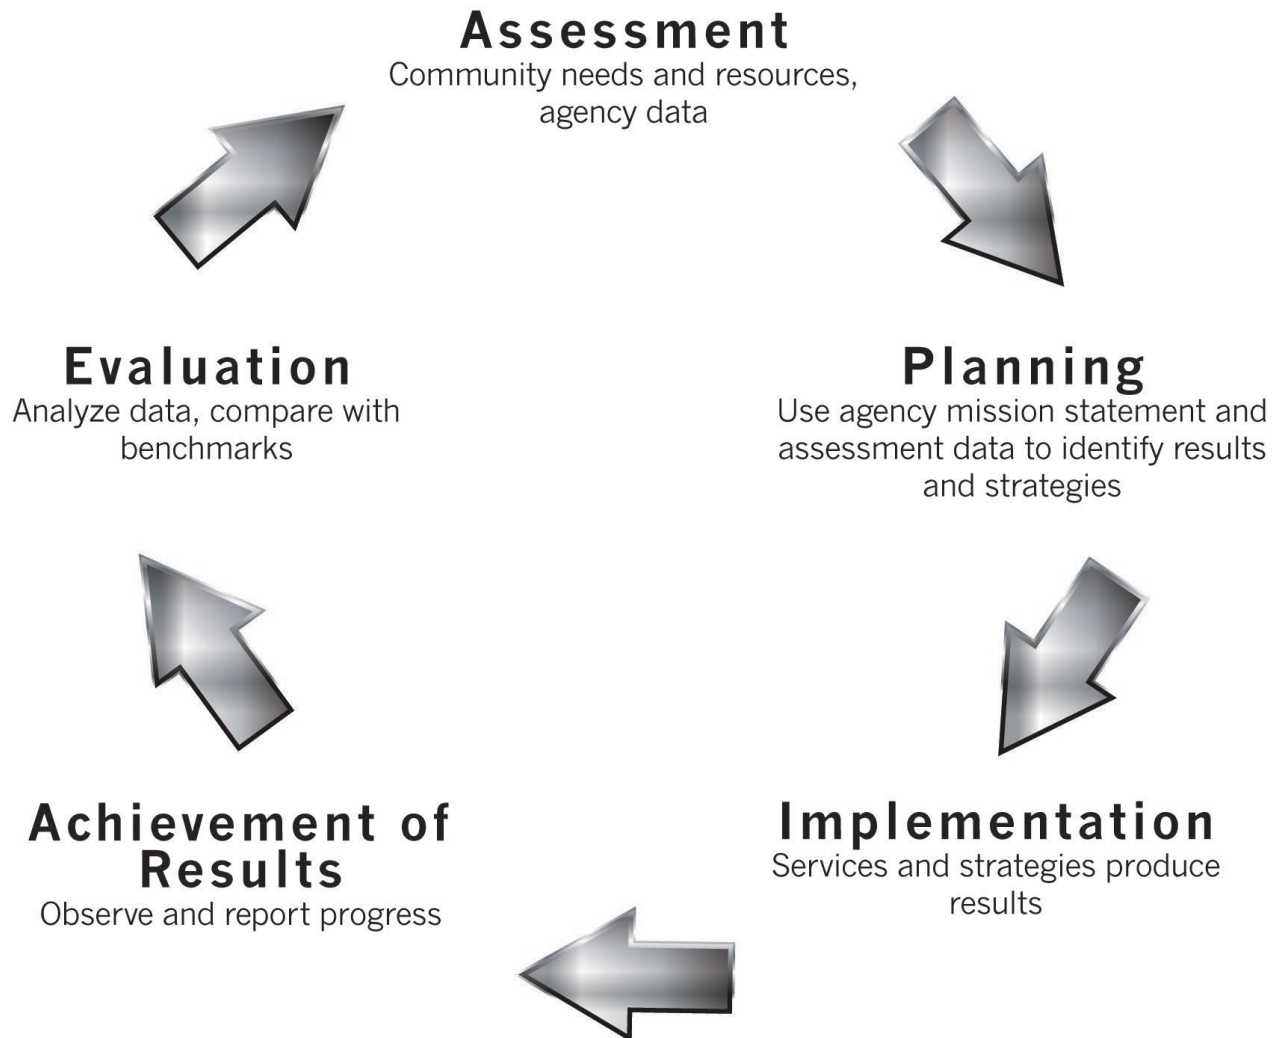 Assessment
Community needs and resources,
agency data
Planning
Use agency mission statement and
assessment data to identify results
and strategies
Implementation
Services and strategies produce
results
Achievement of
Results
Observe and report progress
Evaluation
Analyze data, compare with
benchmarks